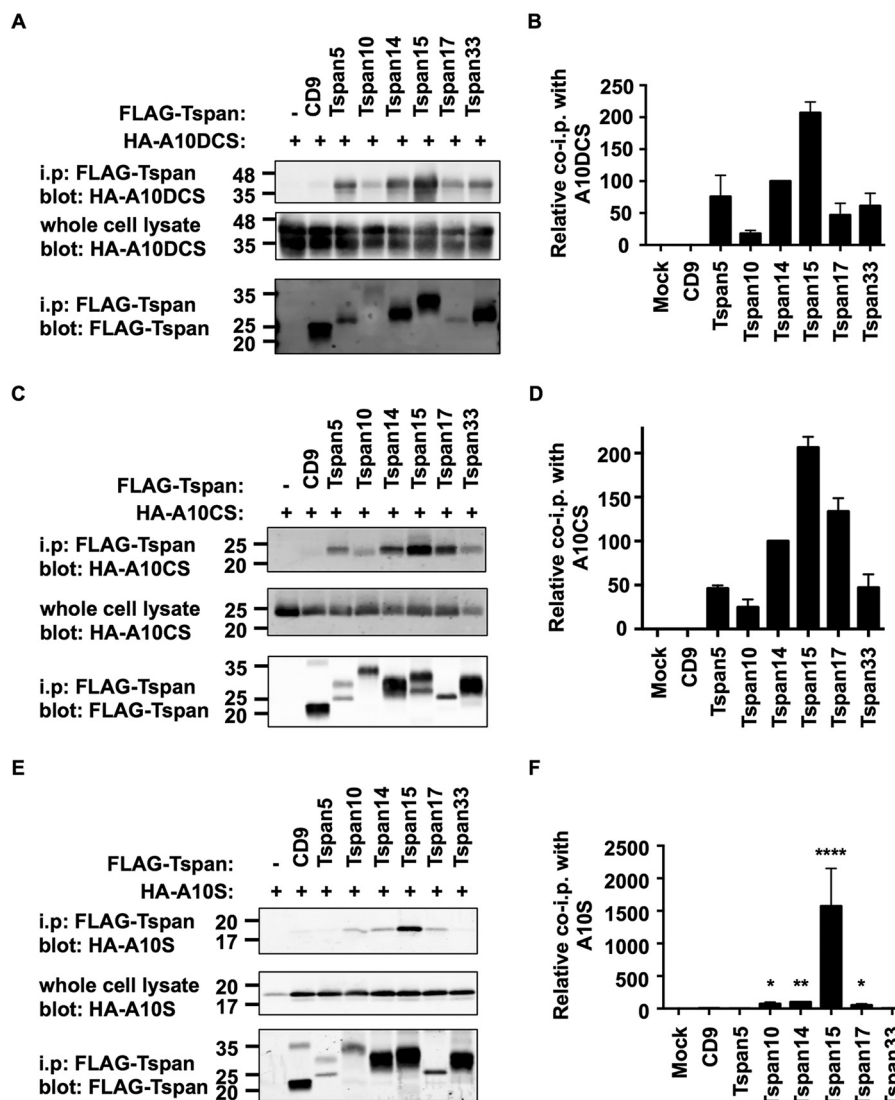 A
FLAG-Tspan: - CD9 Tspan5 Tspan10 Tspan14 Tspan15 Tspan17 Tspan33
HA-A10DCS: + + + + + + + +
i.p: FLAG-Tspan 48
blot: HA-A10DCS 35
whole cell lysate 48
blot: HA-A10DCS 35
35
i.p: FLAG-Tspan
blot: FLAG-Tspan 25
20
B
Relative co-i.p. with
A10DCS
250
200
150
100
50
0
Mock CD9 Tspan5 Tspan10 Tspan14 Tspan15 Tspan17 Tspan33
C
FLAG-Tspan: - CD9 Tspan5 Tspan10 Tspan14 Tspan15 Tspan17 Tspan33
HA-A10CS: + + + + + + + +
i.p: FLAG-Tspan 25
blot: HA-A10CS 20
whole cell lysate 25
blot: HA-A10CS 20
35
i.p: FLAG-Tspan 25
blot: FLAG-Tspan 20
D
Relative co-i.p. with
A10CS
200
150
100
50
0
Mock CD9 Tspan5 Tspan10 Tspan14 Tspan15 Tspan17 Tspan33
E
FLAG-Tspan: - CD9 Tspan5 Tspan10 Tspan14 Tspan15 Tspan17 Tspan33
HA-A10S: + + + + + + + +
i.p: FLAG-Tspan 20
blot: HA-A10S 17
whole cell lysate 20
blot: HA-A10S 17
35
i.p: FLAG-Tspan 25
blot: FLAG-Tspan 20
F
Relative co-i.p. with
A10S
2500
2000
1500
1000
500
0
* ** **** *
Mock CD9 Tspan5 Tspan10 Tspan14 Tspan15 Tspan17 Tspan33